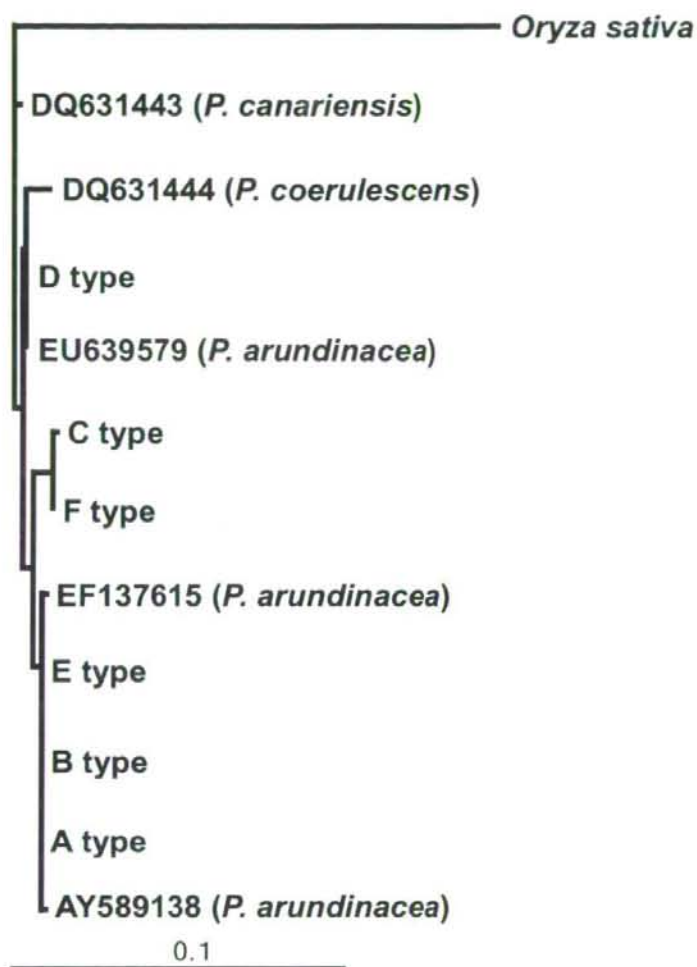 Oryza sativa
DQ631443 (P. canariensis)
DQ631444 (P. coerulescens)
D type
EU639579 (P. arundinacea)
C type
F type
EF137615 (P. arundinacea)
E type
B type
A type
AY589138 (P. arundinacea)
0.1